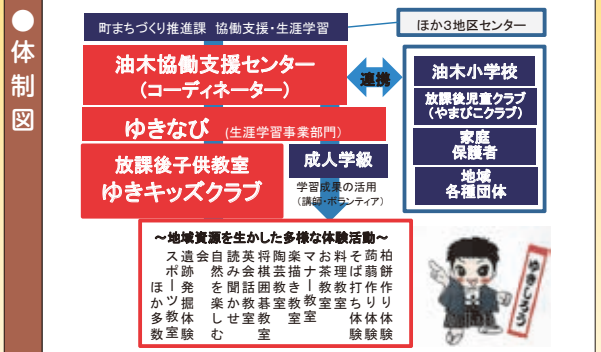 ●体制図
町まちづくり推進課 協働支援・生涯学習
ほか3地区センター
油木協働支援センター
(コーディネーター)
連携
油木小学校
放課後児童クラブ
(やまびこクラブ)
家庭
保護者
地域
各種団体
ゆきなび (生涯学習事業部門)
放課後子供教室
ゆきキッズクラブ
成人学級
学習成果の活用
(講師・ボランティア)
~地域資源を生かした多様な体験活動~
柏餅作り体験
蒟蒻作り体験
そば打ち体験
料理教室
お茶教室
マナー教室
楽描き教室
陶芸教室
将棋囲碁教室
英会話教室
読み聞かせ
自然を楽しむ会
遺跡発掘体験
スポーツ教室
ほか多数
ゆきしろう